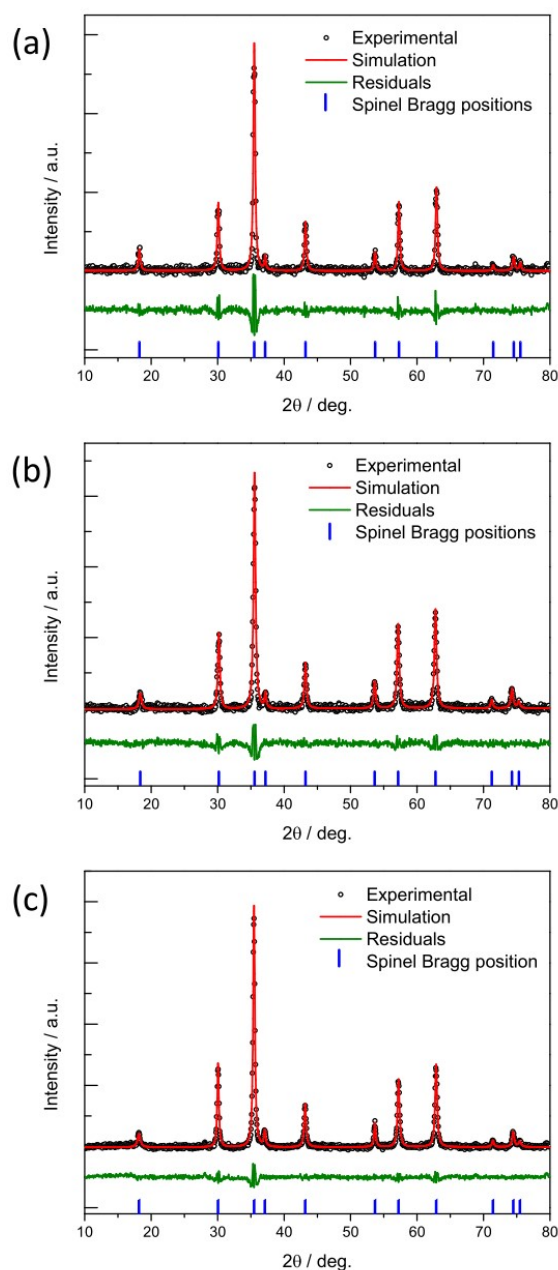 (a)
Experimental
Simulation
Residuals
Spinel Bragg positions
Intensity / a.u.
10 20 30 40 50 60 70 80
2θ / deg.
(b)
Experimental
Simulation
Residuals
Spinel Bragg positions
Intensity / a.u.
10 20 30 40 50 60 70 80
2θ / deg.
(c)
Experimental
Simulation
Residuals
Spinel Bragg position
Intensity / a.u.
10 20 30 40 50 60 70 80
2θ / deg.